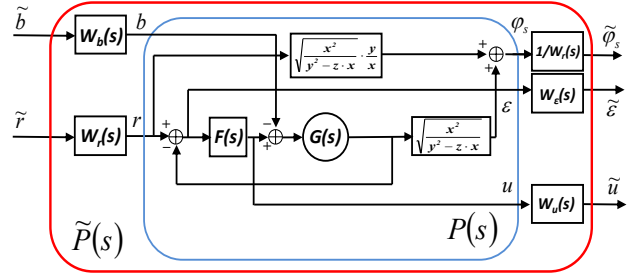 b̃ W_b(s) b φ_s φ̃_s
√(x²/(y² − z · x)) · y/x + + 1/W_r(s)
r̃ W_r(s) r + − F(s) − + G(s) √(x²/(y² − z · x)) ε W_ε(s) ε̃
u W_u(s) ũ
P̃(s) P(s)